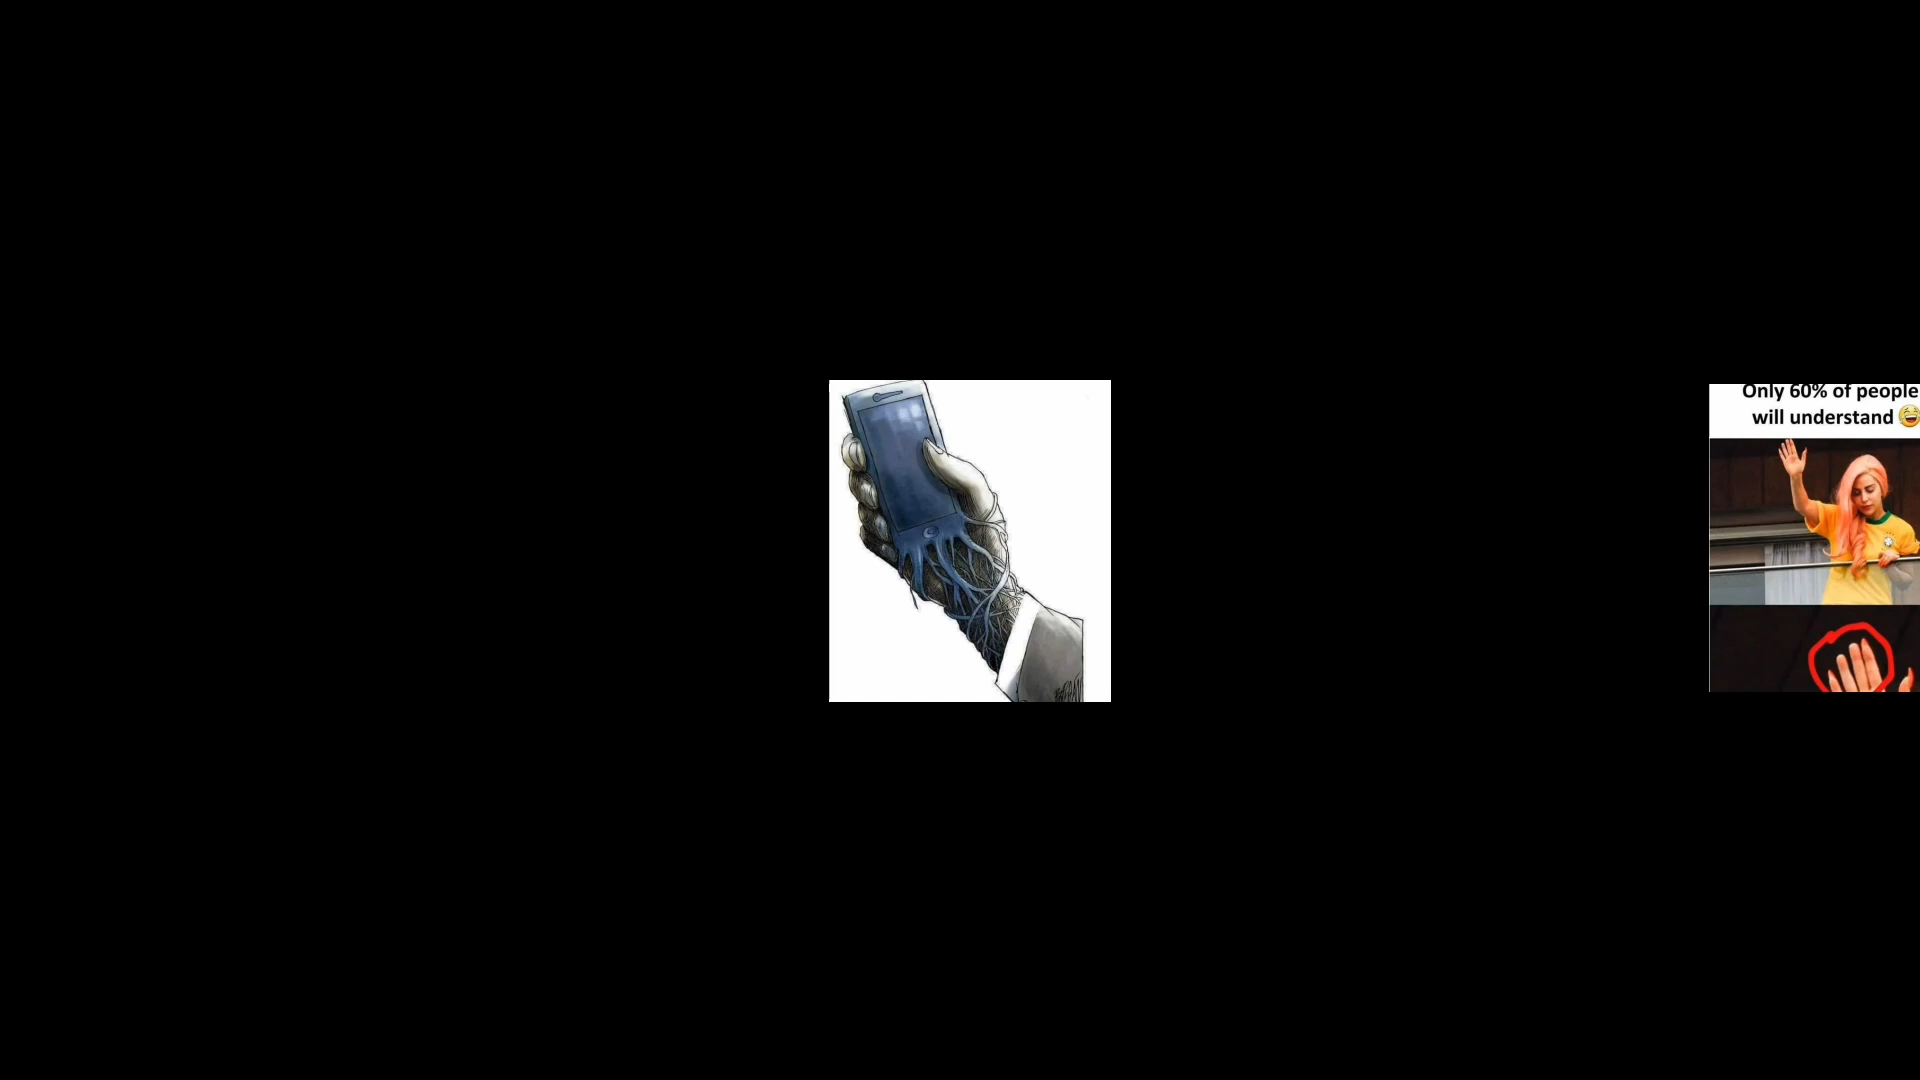 Only 60% of people
will understand 😂